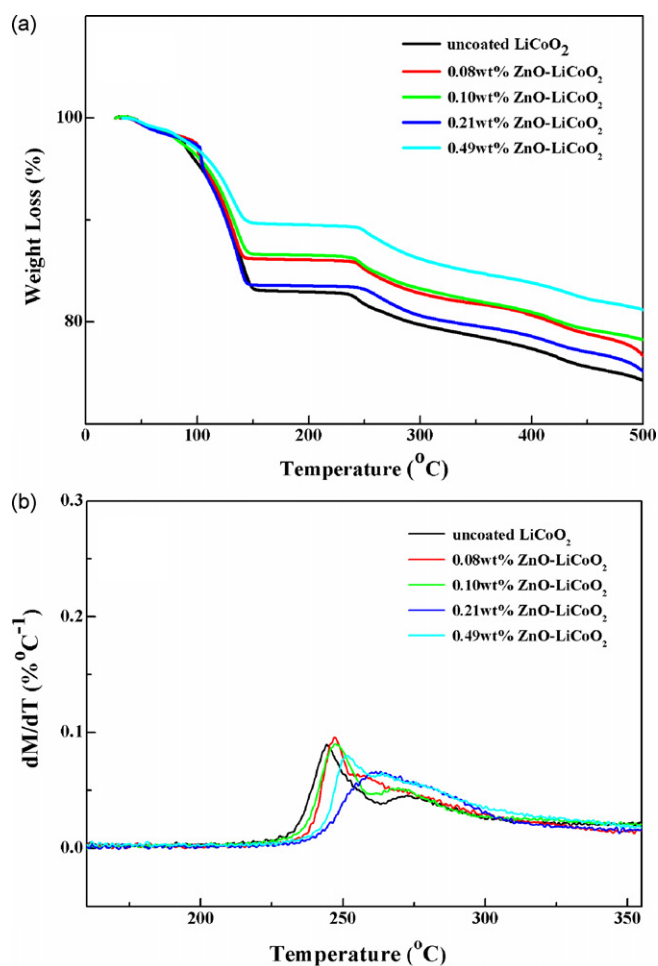 (a)
uncoated LiCoO₂
0.08wt% ZnO-LiCoO₂
0.10wt% ZnO-LiCoO₂
0.21wt% ZnO-LiCoO₂
0.49wt% ZnO-LiCoO₂
100
80
Weight Loss (%)
0 100 200 300 400 500
Temperature (°C)
(b)
uncoated LiCoO₂
0.08wt% ZnO-LiCoO₂
0.10wt% ZnO-LiCoO₂
0.21wt% ZnO-LiCoO₂
0.49wt% ZnO-LiCoO₂
0.3
0.2
0.1
0.0
dM/dT (%°C⁻¹)
200 250 300 350
Temperature (°C)